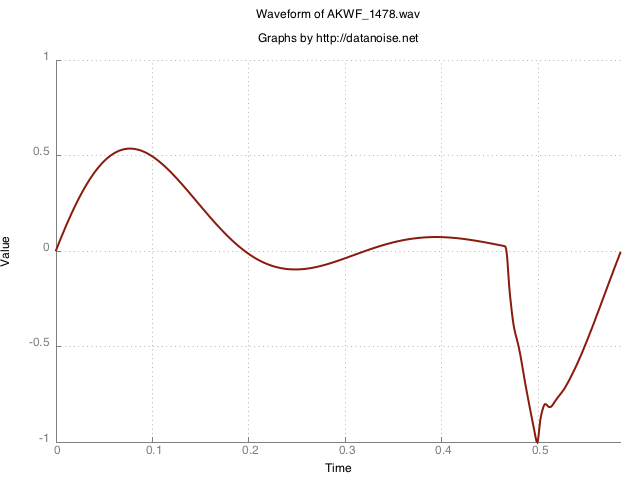 Waveform of AKWF_1478.wav
Graphs by http://datanoise.net
1
0.5
0
-0.5
-1
Value
0 0.1 0.2 0.3 0.4 0.5
Time